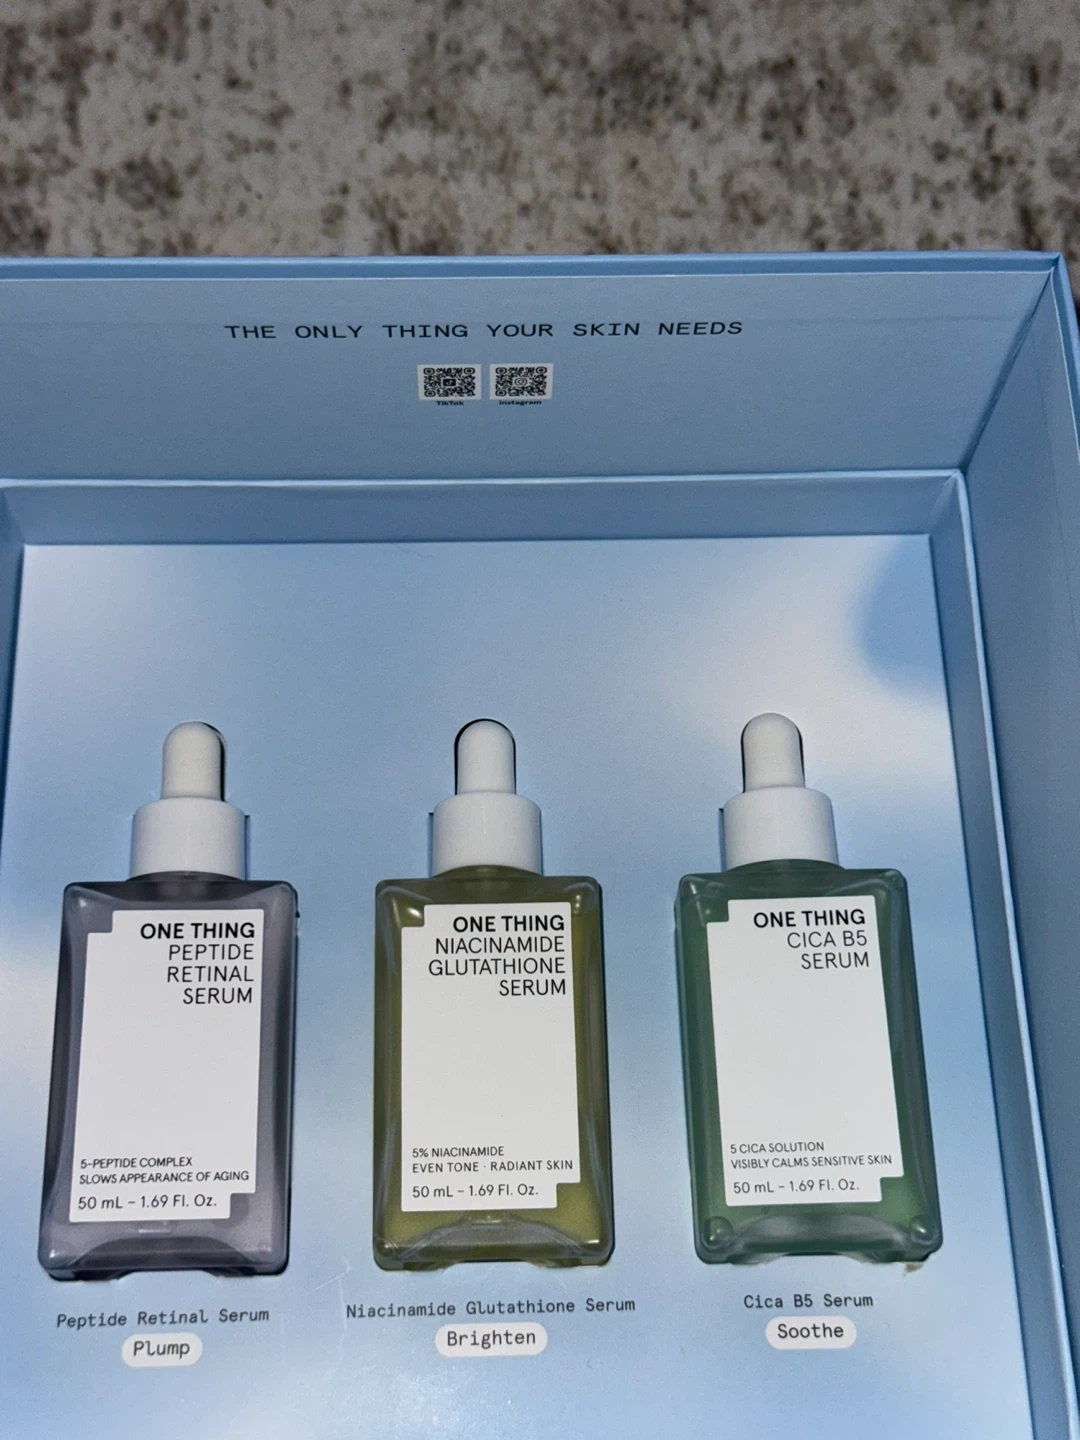 THE ONLY THING YOUR SKIN NEEDS
TikTok
Instagram
ONE THING
PEPTIDE
RETINAL
SERUM
5-PEPTIDE COMPLEX
SLOWS APPEARANCE OF AGING
50 mL – 1.69 Fl. Oz.
Peptide Retinal Serum
Plump
ONE THING
NIACINAMIDE
GLUTATHIONE
SERUM
5% NIACINAMIDE
EVEN TONE · RADIANT SKIN
50 mL – 1.69 Fl. Oz.
Niacinamide Glutathione Serum
Brighten
ONE THING
CICA B5
SERUM
5 CICA SOLUTION
VISIBLY CALMS SENSITIVE SKIN
50 mL – 1.69 Fl. Oz.
Cica B5 Serum
Soothe